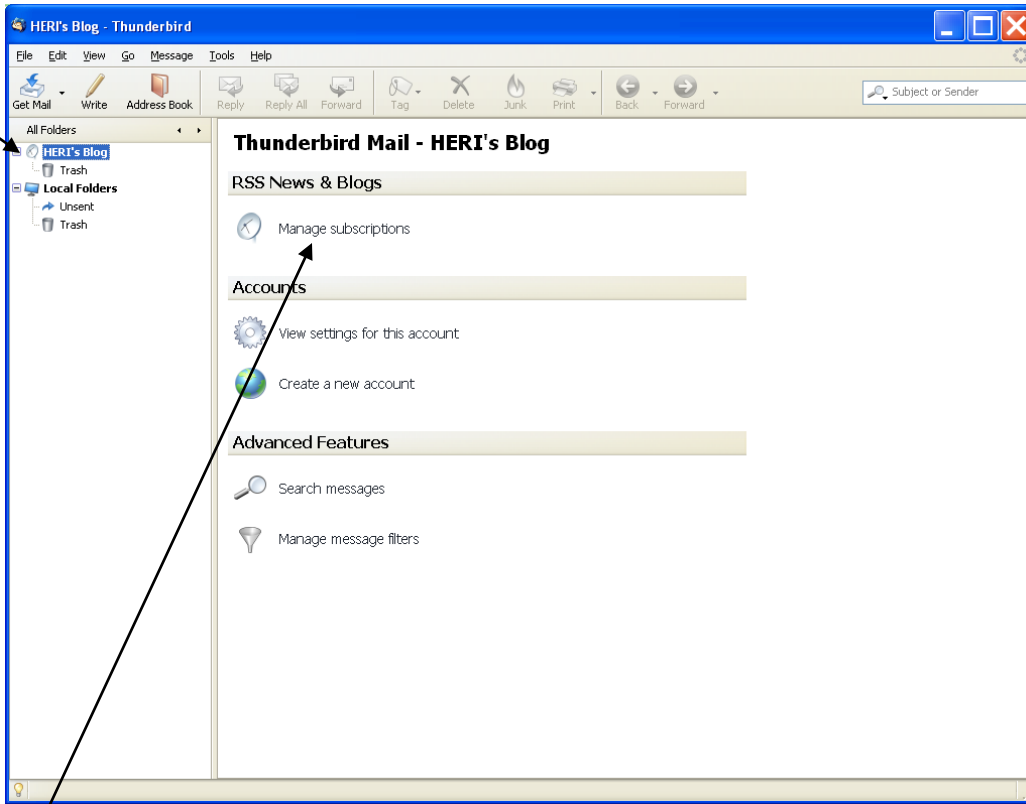 HERI's Blog - Thunderbird
File Edit View Go Message Tools Help
Get Mail Write Address Book Reply Reply All Forward Tag Delete Junk Print Back Forward Subject or Sender
All Folders
HERI's Blog
Trash
Local Folders
Unsent
Trash
Thunderbird Mail - HERI's Blog
RSS News & Blogs
Manage subscriptions
Accounts
View settings for this account
Create a new account
Advanced Features
Search messages
Manage message filters